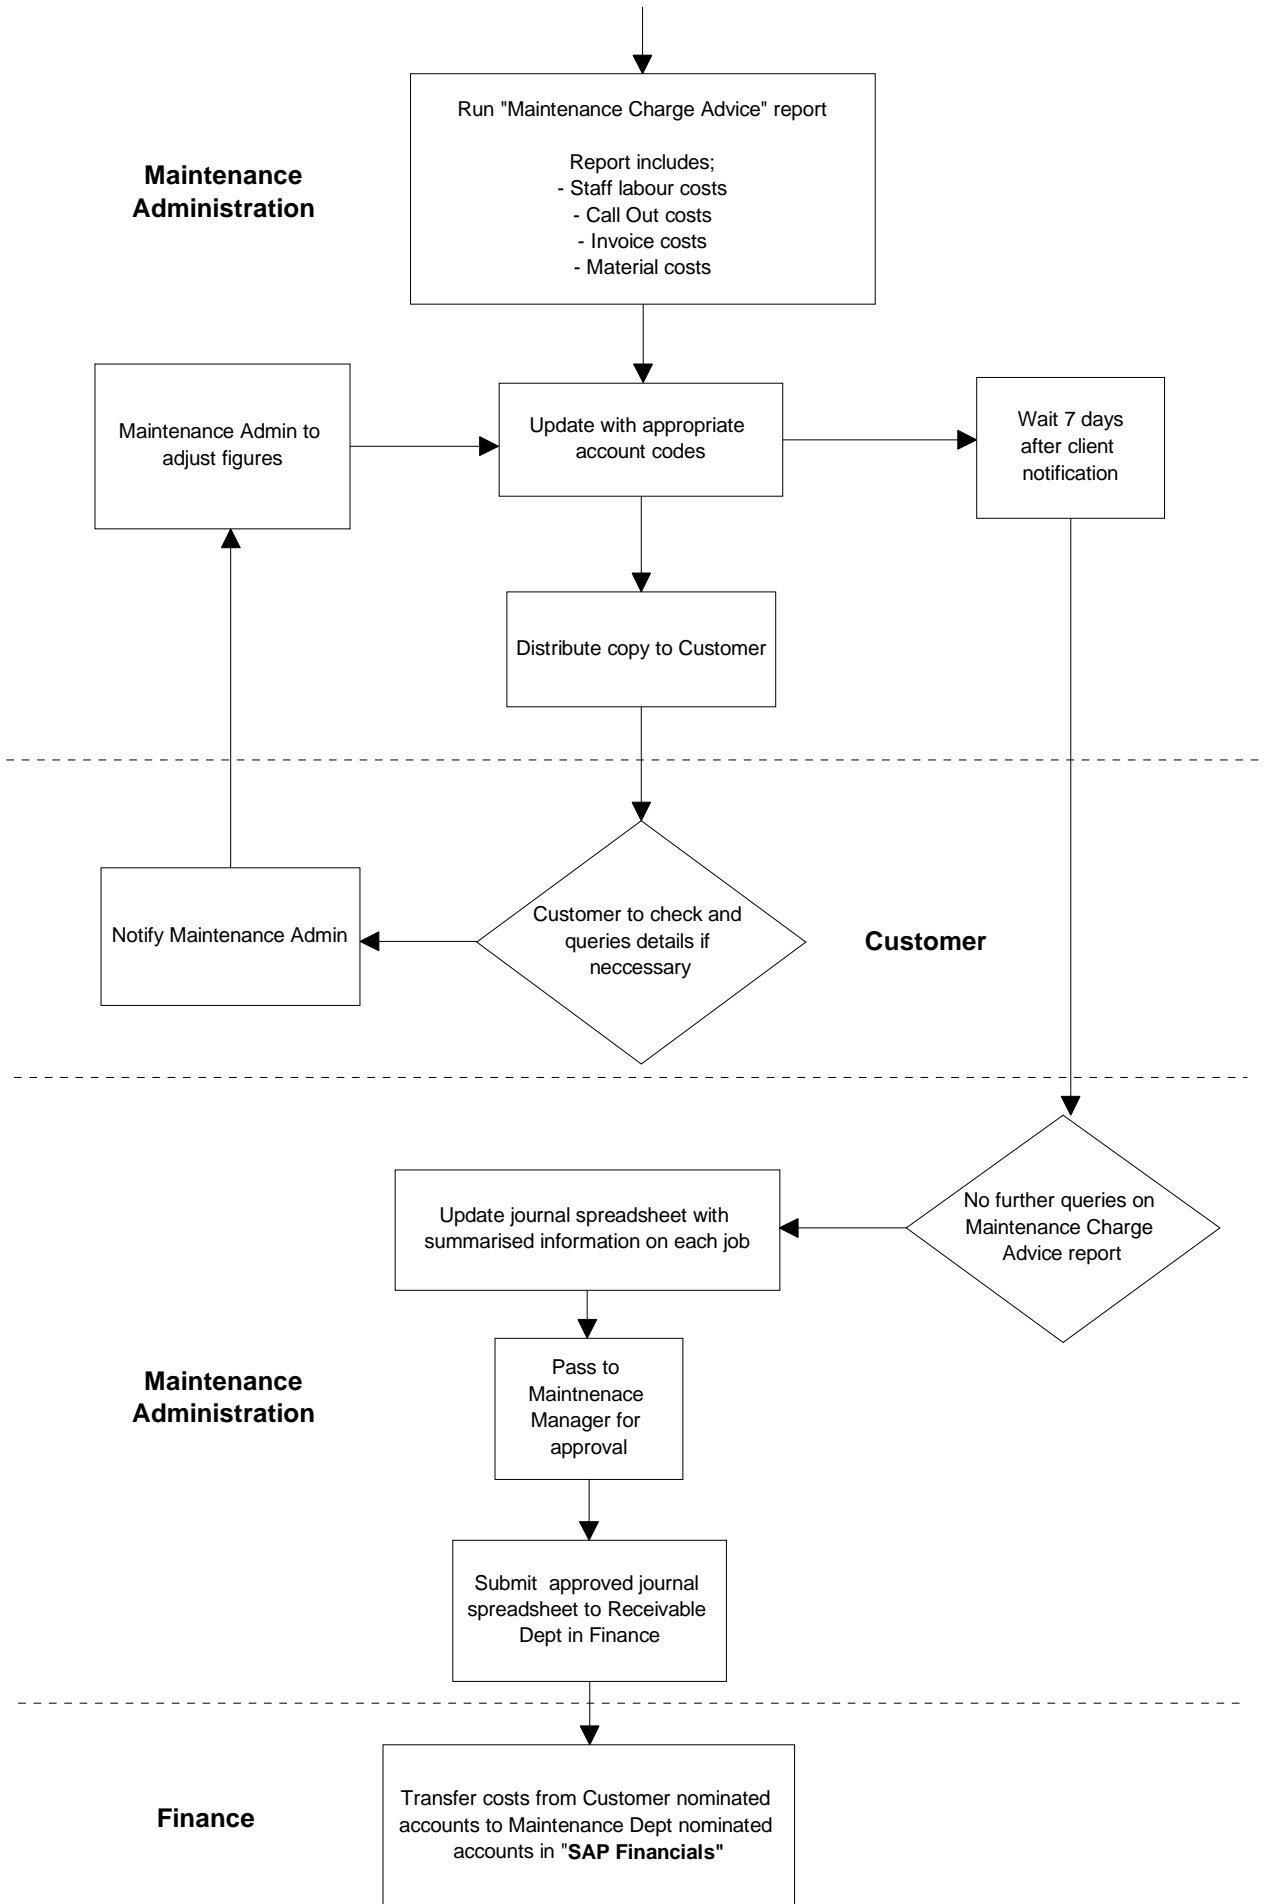 Run "Maintenance Charge Advice" report
Report includes;
- Staff labour costs
- Call Out costs
- Invoice costs
- Material costs
Maintenance
Administration
Maintenance Admin to
adjust figures
Update with appropriate
account codes
Wait 7 days
after client
notification
Distribute copy to Customer
Notify Maintenance Admin
Customer to check and
queries details if
neccessary
Customer
No further queries on
Maintenance Charge
Advice report
Update journal spreadsheet with
summarised information on each job
Maintenance
Administration
Pass to
Maintnenace
Manager for
approval
Submit  approved journal
spreadsheet to Receivable
Dept in Finance
Finance
Transfer costs from Customer nominated
accounts to Maintenance Dept nominated
accounts in "SAP Financials"